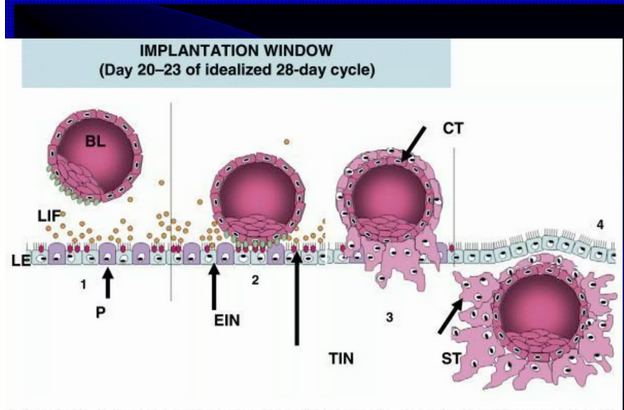 IMPLANTATION WINDOW
(Day 20–23 of idealized 28-day cycle)
CT
BL
LIF
4
LE
1
2
P
EIN
3
TIN
ST